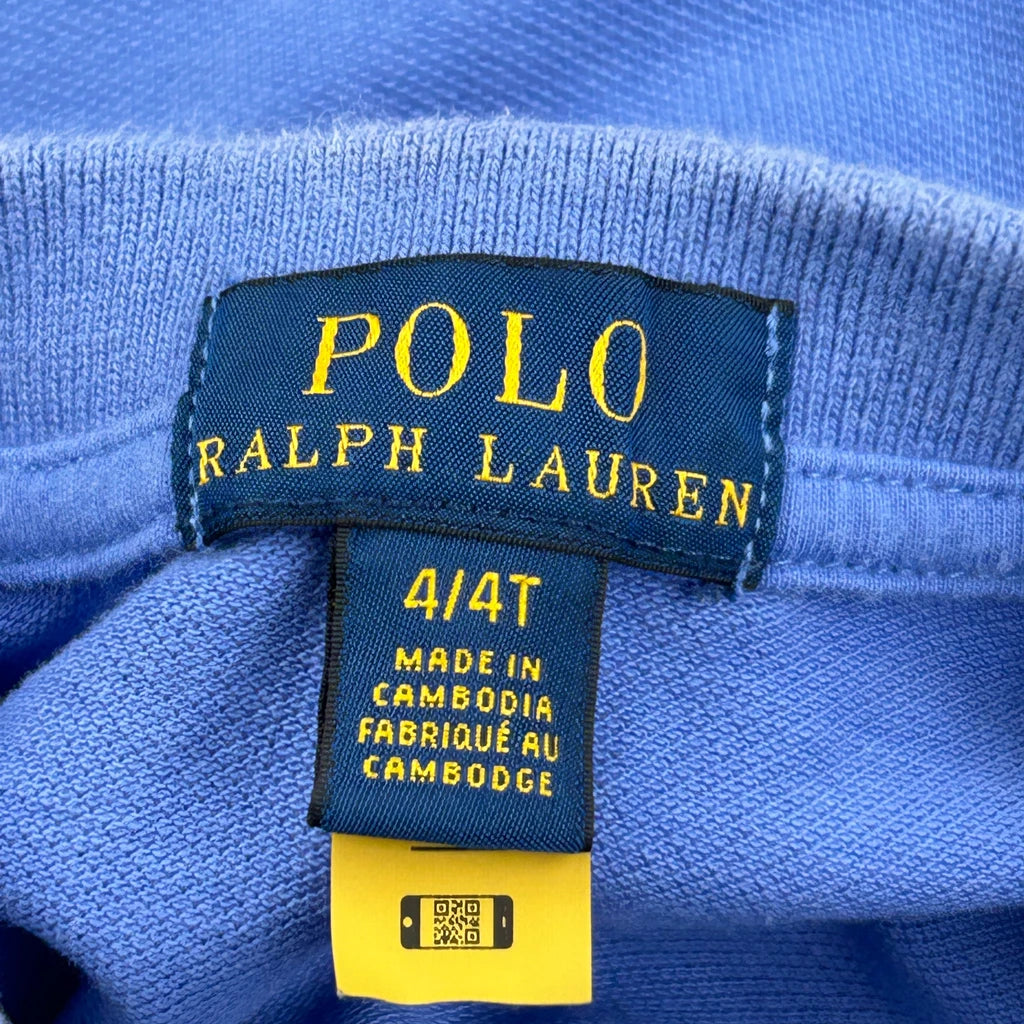 POLO
RALPH LAUREN
4/4T
MADE IN
CAMBODIA
FABRIQUÉ AU
CAMBODGE